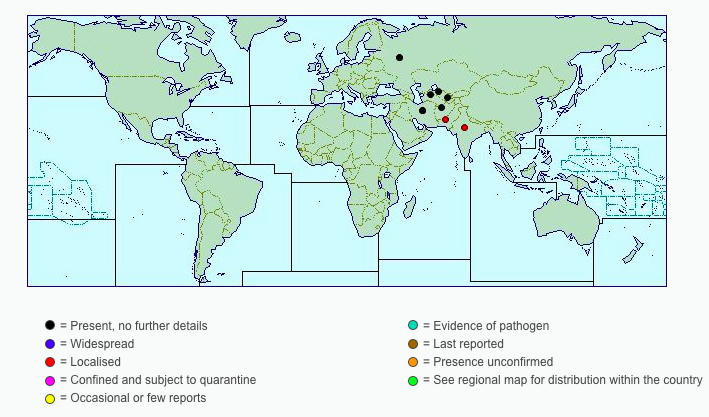 = Present, no further details
= Widespread
= Localised
= Confined and subject to quarantine
= Occasional or few reports
= Evidence of pathogen
= Last reported
= Presence unconfirmed
= See regional map for distribution within the country